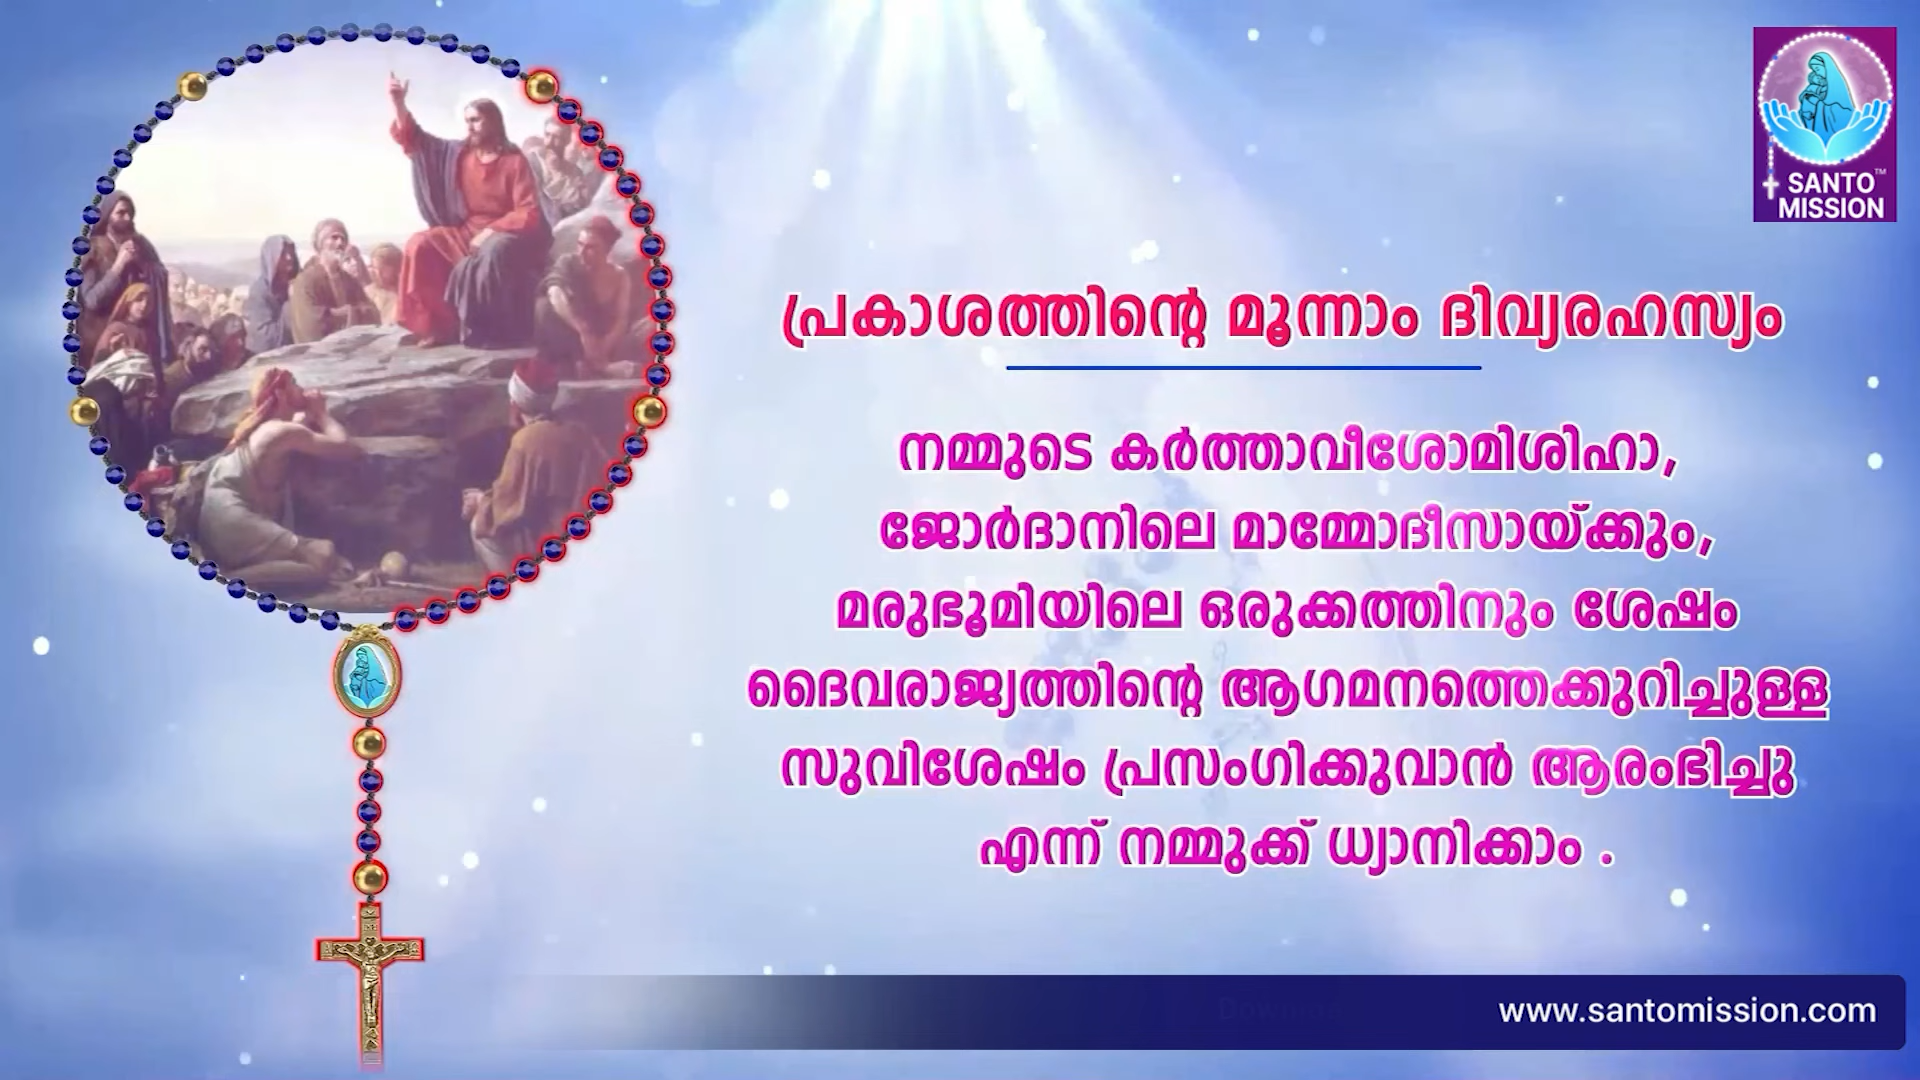 SANTO™
MISSION
പ്രകാശത്തിന്റെ മൂന്നാം ദിവ്യരഹസ്യം
നമ്മുടെ കർത്താവീശോമിശിഹാ,
ജോർദാനിലെ മാമ്മോദീസായ്ക്കും,
മരുഭൂമിയിലെ ഒരുക്കത്തിനും ശേഷം
ദൈവരാജ്യത്തിന്റെ ആഗമനത്തെക്കുറിച്ചുള്ള
സുവിശേഷം പ്രസംഗിക്കുവാൻ ആരംഭിച്ചു
എന്ന് നമ്മുക്ക് ധ്യാനിക്കാം .
www.santomission.com